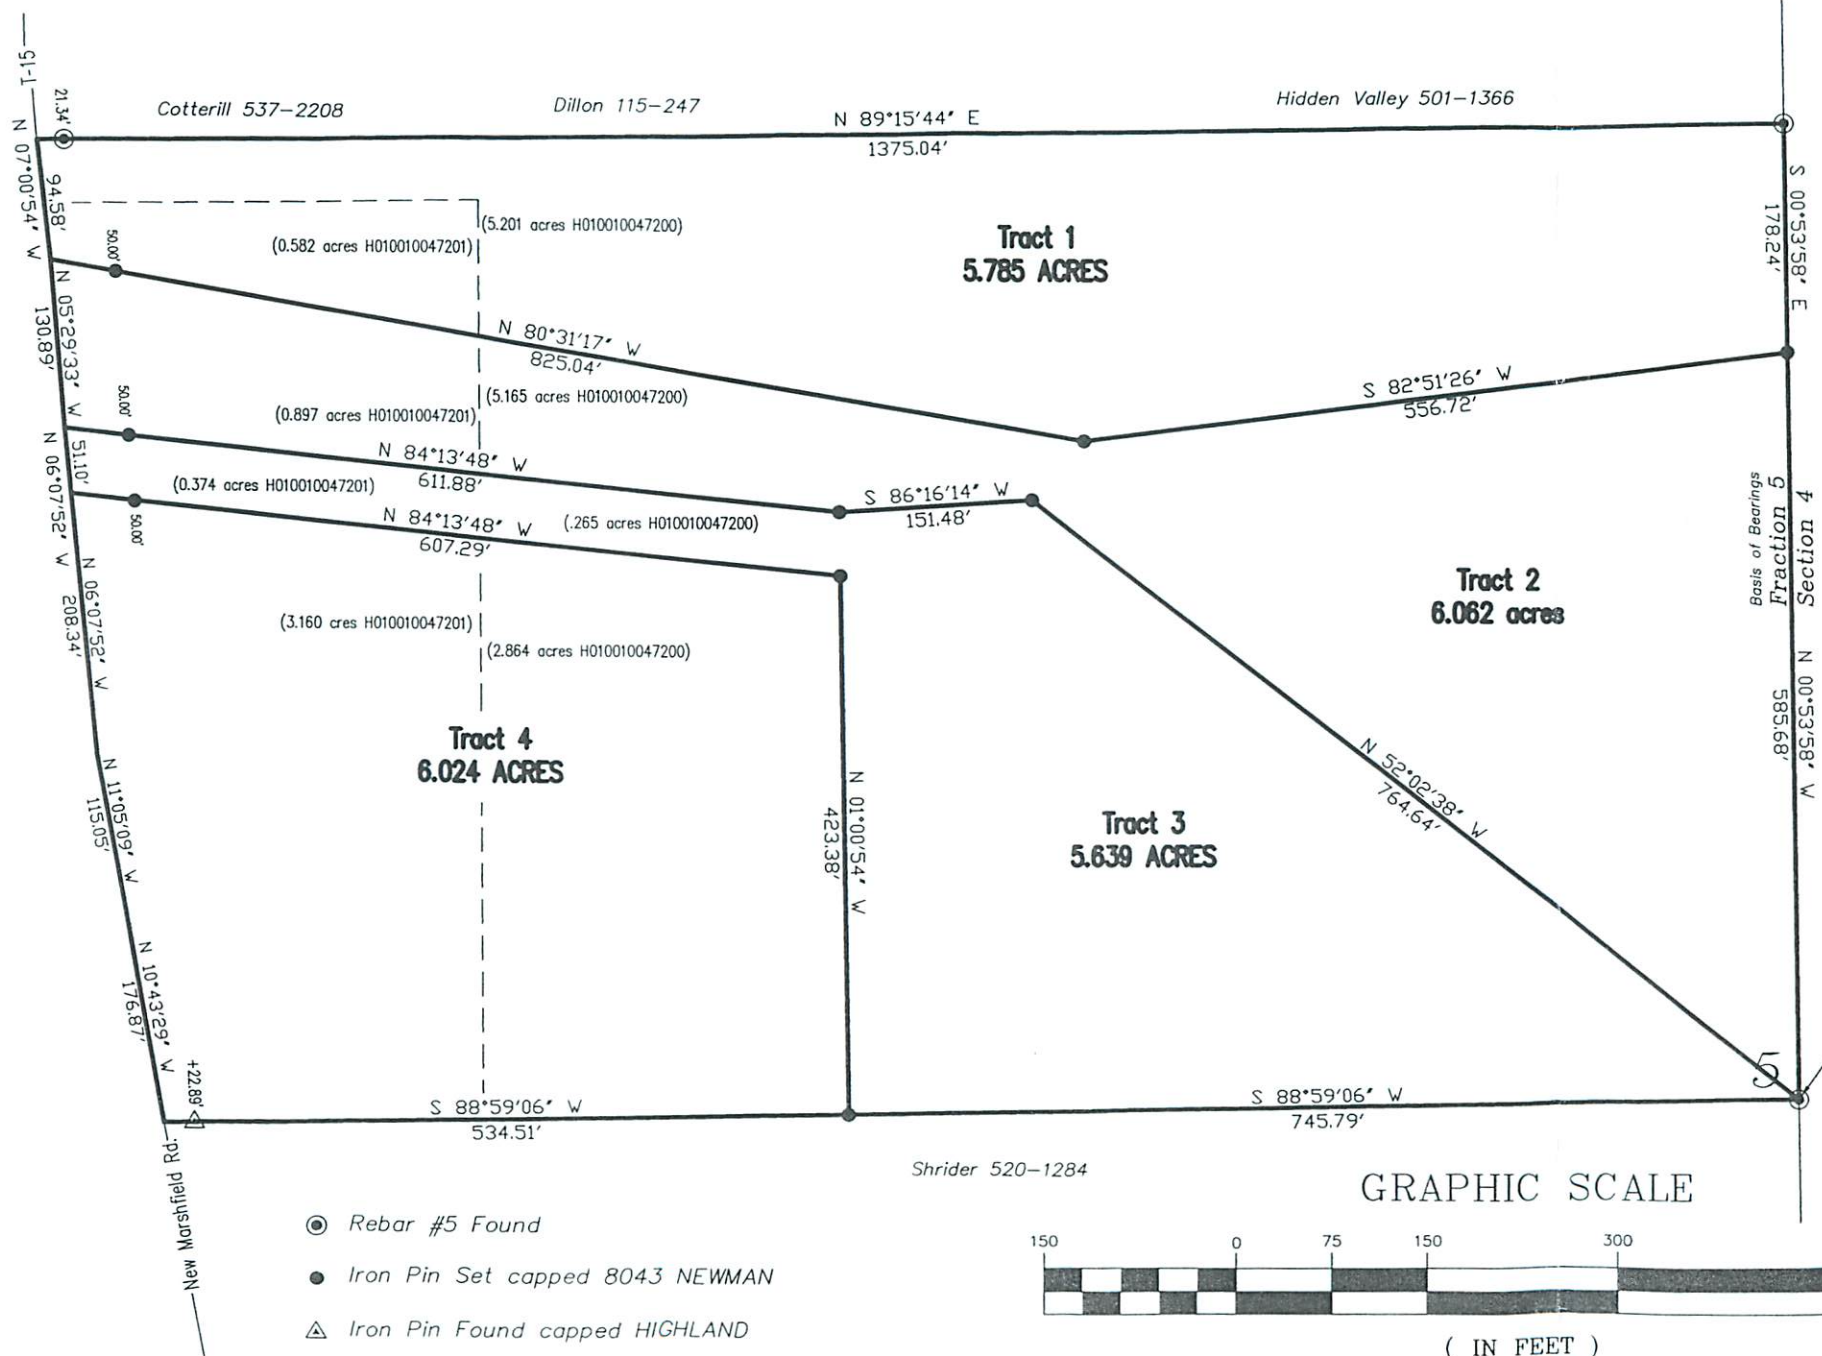 T-15
21.34'
Cotterill 537-2208
Dillon 115-247
Hidden Valley 501-1366
N 89°15'44" E
1375.04'
N 07°00'54" W
94.58'
S 00°53'58" E
178.24'
(5.201 acres H010010047200)
(0.582 acres H010010047201)
50.00'
Tract 1
5.785 ACRES
N 05°29'33" W
130.89'
N 80°31'17" W
825.04'
S 82°51'26" W
556.72'
50.00'
(5.165 acres H010010047200)
(0.897 acres H010010047201)
N 84°13'48" W
611.88'
N 06°07'52" W
51.10'
(0.374 acres H010010047201)
50.00'
N 84°13'48" W
607.29'
(.265 acres H010010047200)
S 86°16'14" W
151.48'
Basis of Bearings
Fraction 5
Section 4
Tract 2
6.062 acres
N 06°07'52" W
208.34'
(3.160 cres H010010047201)
(2.864 acres H010010047200)
N 00°53'58" W
585.68'
Tract 4
6.024 ACRES
N 11°05'09" W
115.05'
N 01°00'54" W
423.38'
N 52°02'38" W
764.64'
Tract 3
5.639 ACRES
N 10°43'29" W
176.87'
+22.89'
5
S 88°59'06" W
534.51'
S 88°59'06" W
745.79'
New Marshfield Rd.
Shrider 520-1284
GRAPHIC SCALE
Rebar #5 Found
150 0 75 150 300
Iron Pin Set capped 8043 NEWMAN
Iron Pin Found capped HIGHLAND
( IN FEET )